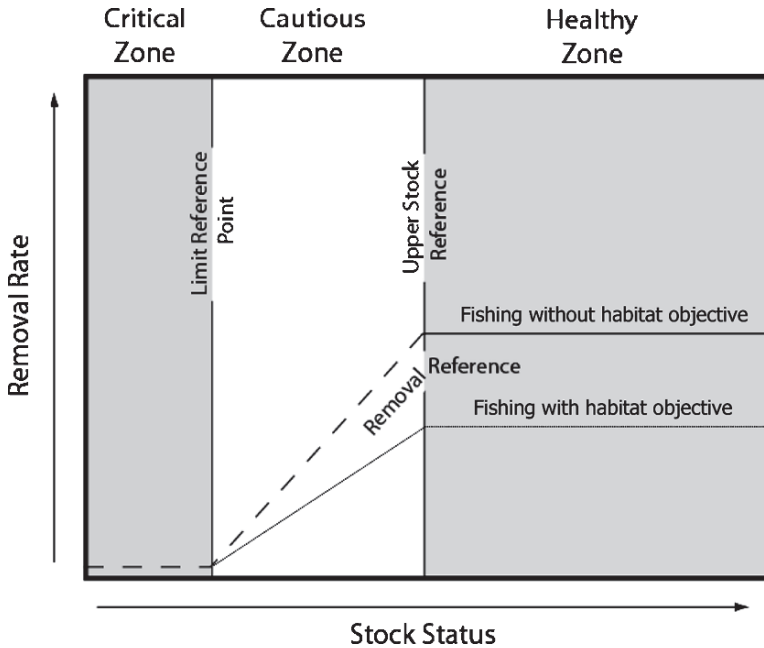 Critical
Zone
Cautious
Zone
Healthy
Zone
Limit Reference
Point
Upper Stock
Reference
Removal Rate
Fishing without habitat objective
Removal Reference
Fishing with habitat objective
Stock Status